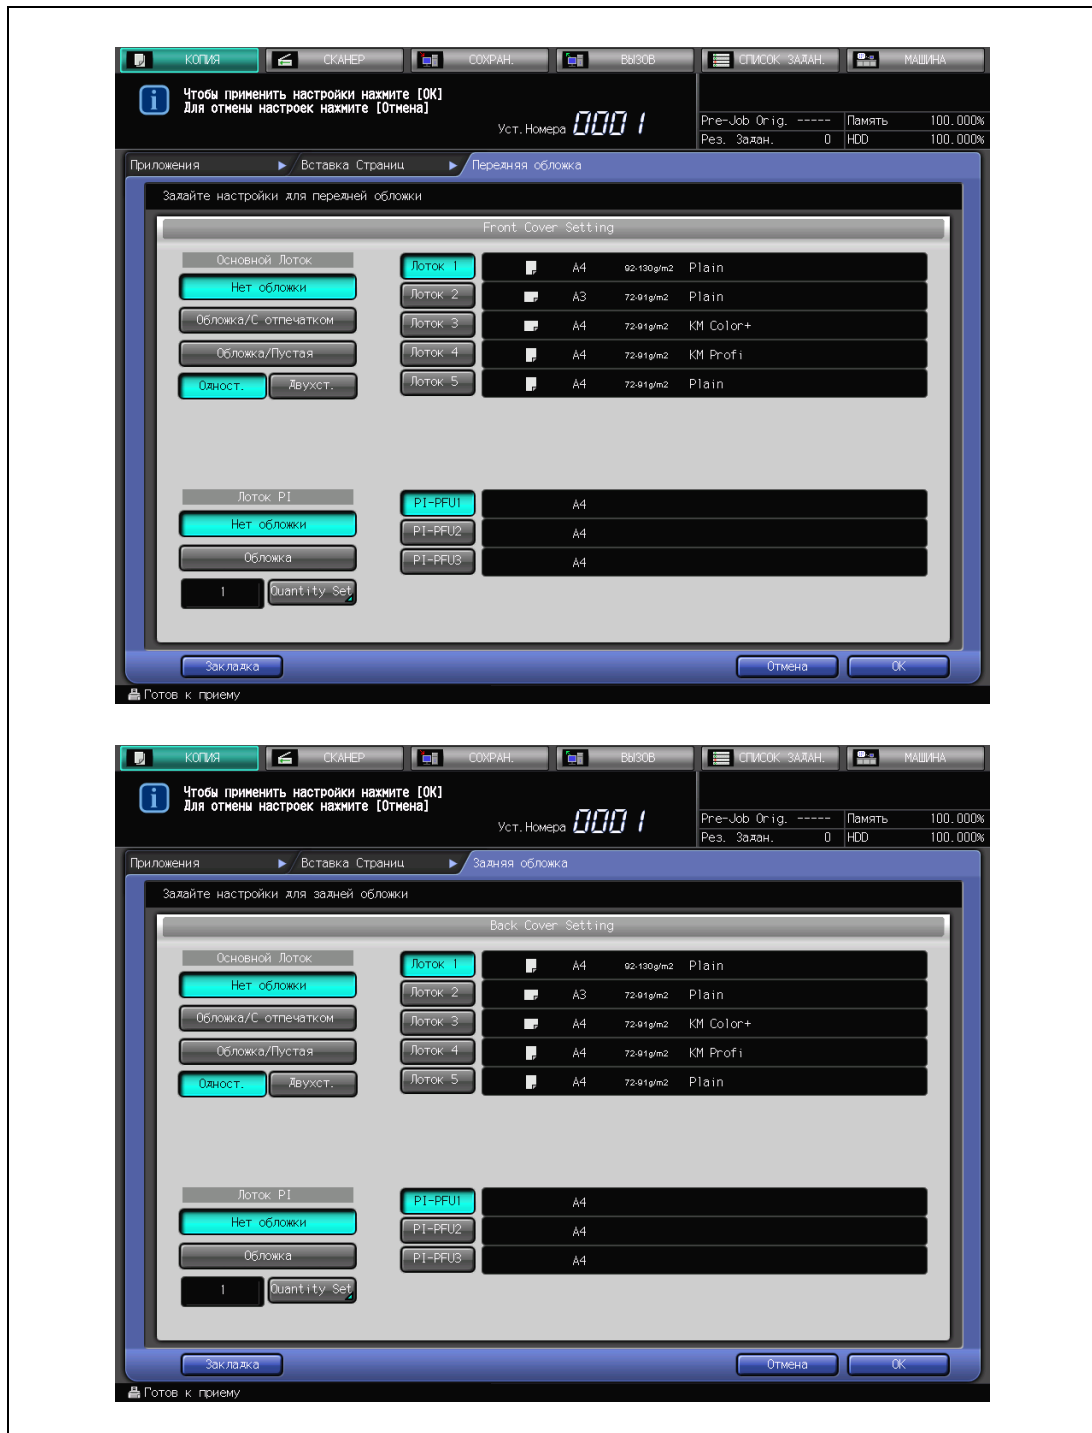 КОПИЯ СКАНЕР СОХРАН. ВЫЗОВ СПИСОК ЗАДАН. МАШИНА
Чтобы применить настройки нажмите [OK]
Для отмены настроек нажмите [Отмена]
Уст.Номера 0001
Pre-Job Orig. ----- Память 100.000%
Рез. Задан. 0 HDD 100.000%
Приложения Вставка Страниц Передняя обложка
Задайте настройки для передней обложки
Front Cover Setting
Основной Лоток
Лоток 1 A4 92-130g/m2 Plain
Нет обложки
Лоток 2 A3 72-91g/m2 Plain
Обложка/С отпечатком
Лоток 3 A4 72-91g/m2 KM Color+
Обложка/Пустая
Лоток 4 A4 72-91g/m2 KM Profi
Одност. Двухст.
Лоток 5 A4 72-91g/m2 Plain
Лоток PI
PI-PFU1 A4
Нет обложки
PI-PFU2 A4
Обложка
PI-PFU3 A4
1 Quantity Set
Закладка Отмена OK
Готов к приему
КОПИЯ СКАНЕР СОХРАН. ВЫЗОВ СПИСОК ЗАДАН. МАШИНА
Чтобы применить настройки нажмите [OK]
Для отмены настроек нажмите [Отмена]
Уст.Номера 0001
Pre-Job Orig. ----- Память 100.000%
Рез. Задан. 0 HDD 100.000%
Приложения Вставка Страниц Задняя обложка
Задайте настройки для задней обложки
Back Cover Setting
Основной Лоток
Лоток 1 A4 92-130g/m2 Plain
Нет обложки
Лоток 2 A3 72-91g/m2 Plain
Обложка/С отпечатком
Лоток 3 A4 72-91g/m2 KM Color+
Обложка/Пустая
Лоток 4 A4 72-91g/m2 KM Profi
Одност. Двухст.
Лоток 5 A4 72-91g/m2 Plain
Лоток PI
PI-PFU1 A4
Нет обложки
PI-PFU2 A4
Обложка
PI-PFU3 A4
1 Quantity Set
Закладка Отмена OK
Готов к приему